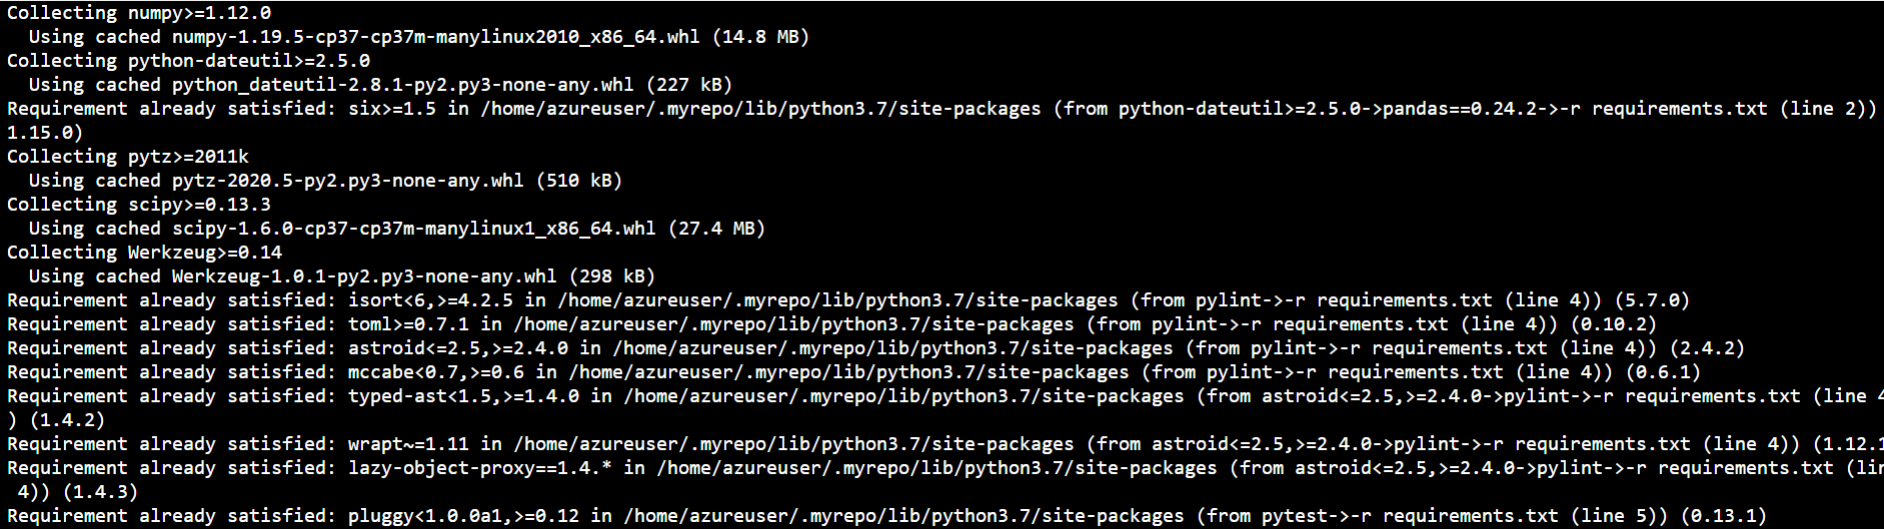 Collecting numpy>=1.12.0
  Using cached numpy-1.19.5-cp37-cp37m-manylinux2010_x86_64.whl (14.8 MB)
Collecting python-dateutil>=2.5.0
  Using cached python_dateutil-2.8.1-py2.py3-none-any.whl (227 kB)
Requirement already satisfied: six>=1.5 in /home/azureuser/.myrepo/lib/python3.7/site-packages (from python-dateutil>=2.5.0->pandas==0.24.2->-r requirements.txt (line 2))
1.15.0)
Collecting pytz>=2011k
  Using cached pytz-2020.5-py2.py3-none-any.whl (510 kB)
Collecting scipy>=0.13.3
  Using cached scipy-1.6.0-cp37-cp37m-manylinux1_x86_64.whl (27.4 MB)
Collecting Werkzeug>=0.14
  Using cached Werkzeug-1.0.1-py2.py3-none-any.whl (298 kB)
Requirement already satisfied: isort<6,>=4.2.5 in /home/azureuser/.myrepo/lib/python3.7/site-packages (from pylint->-r requirements.txt (line 4)) (5.7.0)
Requirement already satisfied: toml>=0.7.1 in /home/azureuser/.myrepo/lib/python3.7/site-packages (from pylint->-r requirements.txt (line 4)) (0.10.2)
Requirement already satisfied: astroid<=2.5,>=2.4.0 in /home/azureuser/.myrepo/lib/python3.7/site-packages (from pylint->-r requirements.txt (line 4)) (2.4.2)
Requirement already satisfied: mccabe<0.7,>=0.6 in /home/azureuser/.myrepo/lib/python3.7/site-packages (from pylint->-r requirements.txt (line 4)) (0.6.1)
Requirement already satisfied: typed-ast<1.5,>=1.4.0 in /home/azureuser/.myrepo/lib/python3.7/site-packages (from astroid<=2.5,>=2.4.0->pylint->-r requirements.txt (line 4
) (1.4.2)
Requirement already satisfied: wrapt~=1.11 in /home/azureuser/.myrepo/lib/python3.7/site-packages (from astroid<=2.5,>=2.4.0->pylint->-r requirements.txt (line 4)) (1.12.1
Requirement already satisfied: lazy-object-proxy==1.4.* in /home/azureuser/.myrepo/lib/python3.7/site-packages (from astroid<=2.5,>=2.4.0->pylint->-r requirements.txt (lin
 4)) (1.4.3)
Requirement already satisfied: pluggy<1.0.0a1,>=0.12 in /home/azureuser/.myrepo/lib/python3.7/site-packages (from pytest->-r requirements.txt (line 5)) (0.13.1)